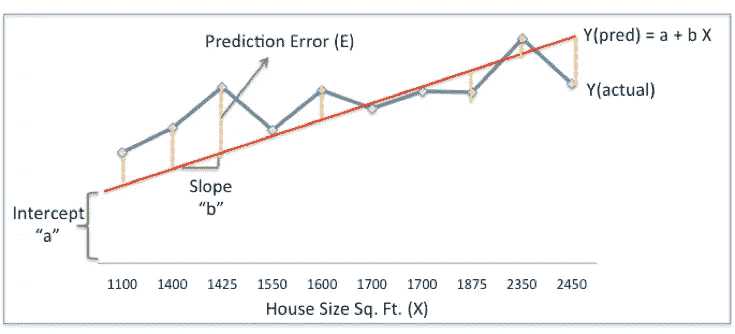 Y(pred) = a + b X
Prediction Error (E)
Y(actual)
Slope
"b"
Intercept
"a"
1100 1400 1425 1550 1600 1700 1700 1875 2350 2450
House Size Sq. Ft. (X)